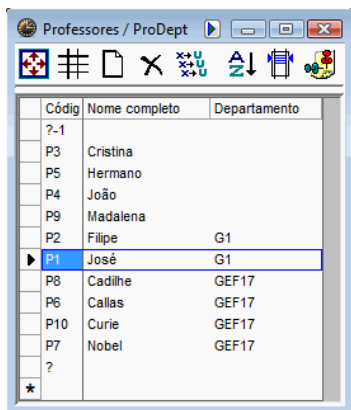 Professores / ProDept
Códig Nome completo Departamento
?-1
P3 Cristina
P5 Hermano
P4 João
P9 Madalena
P2 Filipe G1
P1 José G1
P8 Cadilhe GEF17
P6 Callas GEF17
P10 Curie GEF17
P7 Nobel GEF17
?
*